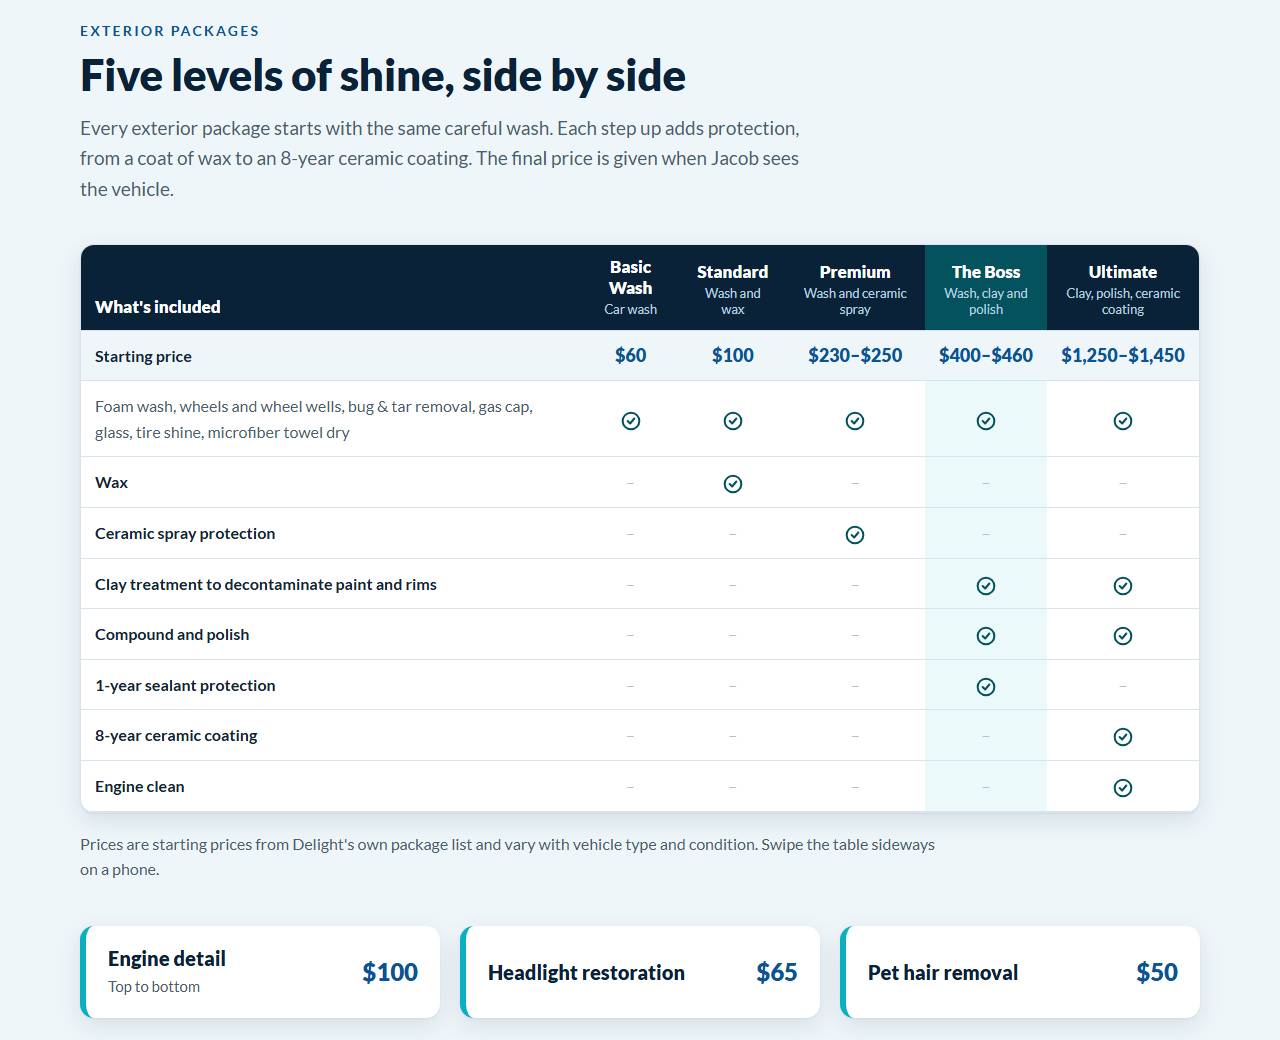 EXTERIOR PACKAGES
Five levels of shine, side by side
Every exterior package starts with the same careful wash. Each step up adds protection,
from a coat of wax to an 8-year ceramic coating. The final price is given when Jacob sees
the vehicle.
What's included
Basic
Wash
Car wash
Standard
Wash and
wax
Premium
Wash and ceramic
spray
The Boss
Wash, clay and
polish
Ultimate
Clay, polish, ceramic
coating
Starting price $60 $100 $230–$250 $400–$460 $1,250–$1,450
Foam wash, wheels and wheel wells, bug & tar removal, gas cap,
glass, tire shine, microfiber towel dry
Wax – – – –
Ceramic spray protection – – – –
Clay treatment to decontaminate paint and rims – – –
Compound and polish – – –
1-year sealant protection – – – –
8-year ceramic coating – – – –
Engine clean – – – –
Prices are starting prices from Delight's own package list and vary with vehicle type and condition. Swipe the table sideways
on a phone.
Engine detail
Top to bottom
$100
Headlight restoration $65
Pet hair removal $50